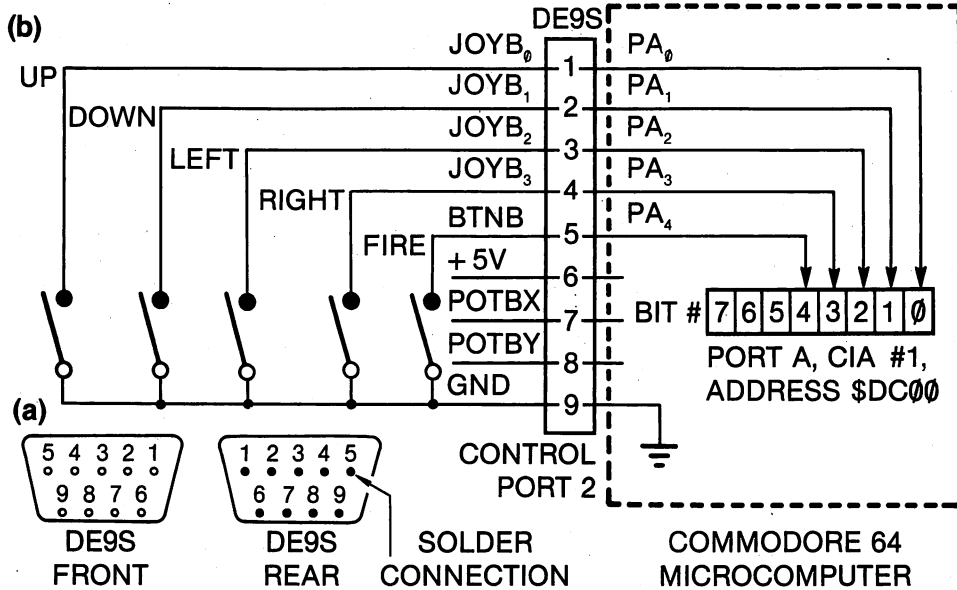 (b)
DE9S
JOYB₀ 1 PA₀
UP
JOYB₁ 2 PA₁
DOWN
JOYB₂ 3 PA₂
LEFT
JOYB₃ 4 PA₃
RIGHT
BTNB 5 PA₄
FIRE
+5V 6
POTBX 7
BIT # 7 6 5 4 3 2 1 0
POTBY 8
PORT A, CIA #1,
ADDRESS $DC00
GND 9
(a)
CONTROL
PORT 2
5 4 3 2 1
9 8 7 6
DE9S
FRONT
1 2 3 4 5
6 7 8 9
DE9S
REAR
SOLDER
CONNECTION
COMMODORE 64
MICROCOMPUTER